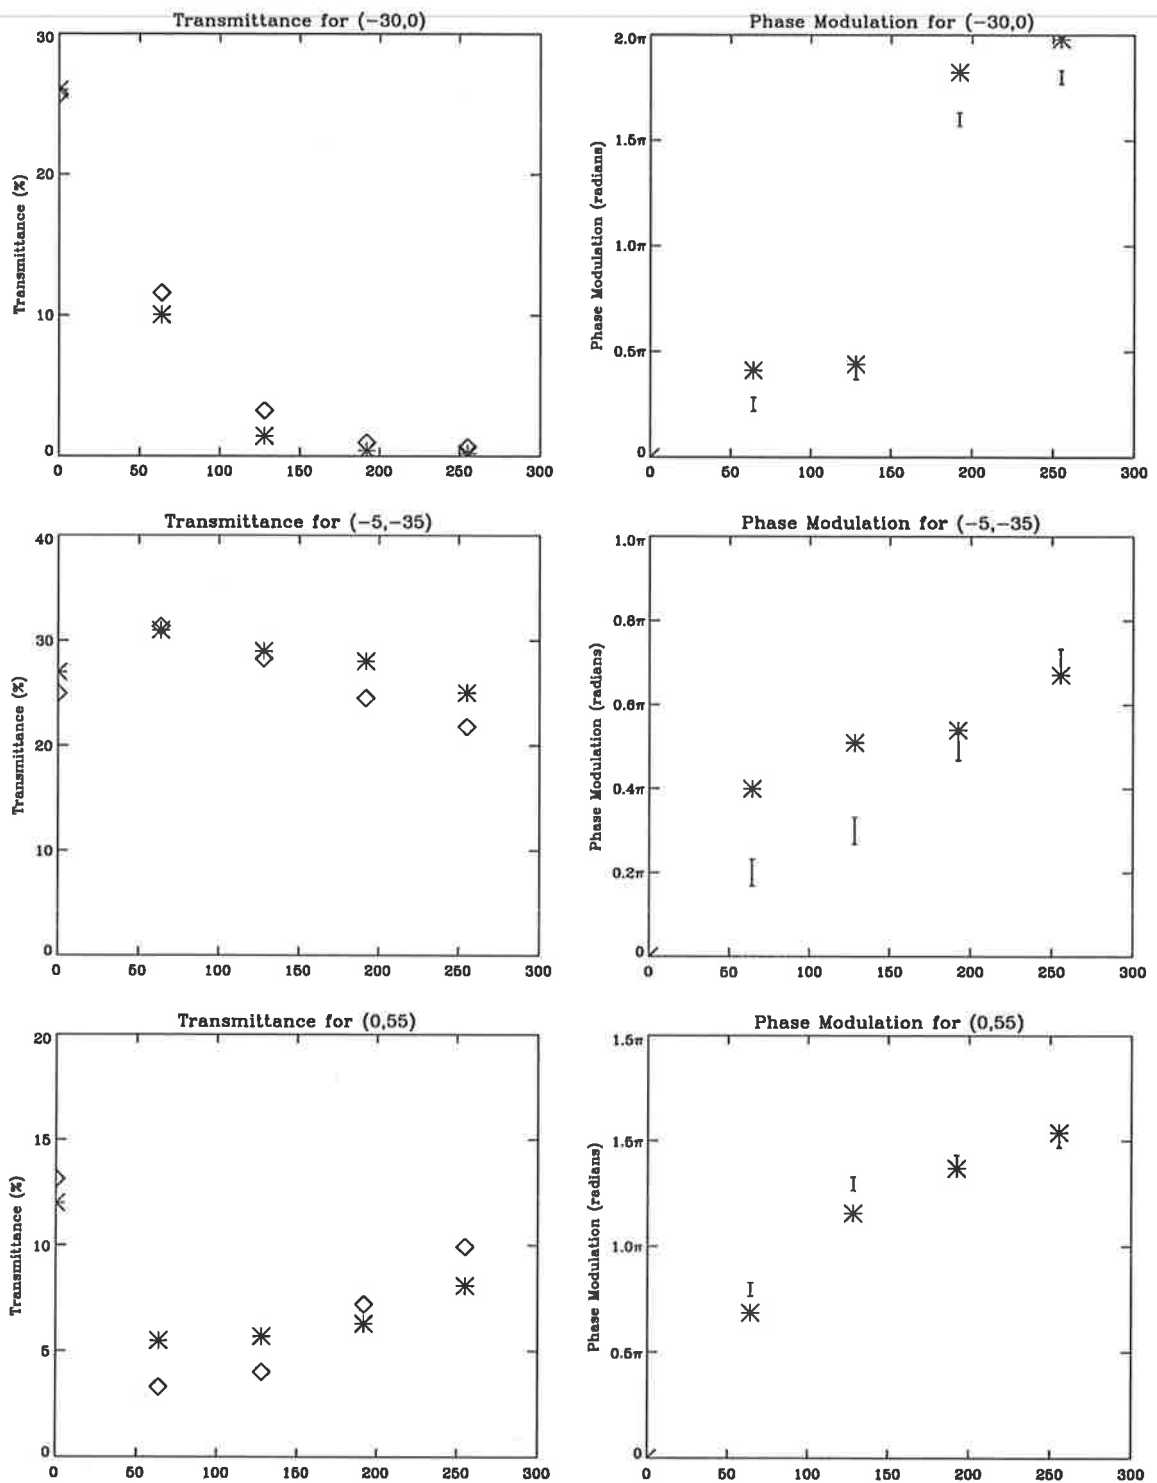 Transmittance for (−30,0)
30
20
10
0
Transmittance (%)
0 50 100 150 200 250 300
Phase Modulation for (−30,0)
2.0π
1.5π
1.0π
0.5π
0
Phase Modulation (radians)
0 50 100 150 200 250 300
Transmittance for (−5,−35)
40
30
20
10
0
Transmittance (%)
0 50 100 150 200 250 300
Phase Modulation for (−5,−35)
1.0π
0.8π
0.6π
0.4π
0.2π
0
Phase Modulation (radians)
0 50 100 150 200 250 300
Transmittance for (0,55)
20
15
10
5
0
Transmittance (%)
0 50 100 150 200 250 300
Phase Modulation for (0,55)
1.5π
1.5π
1.0π
0.5π
0
Phase Modulation (radians)
0 50 100 150 200 250 300